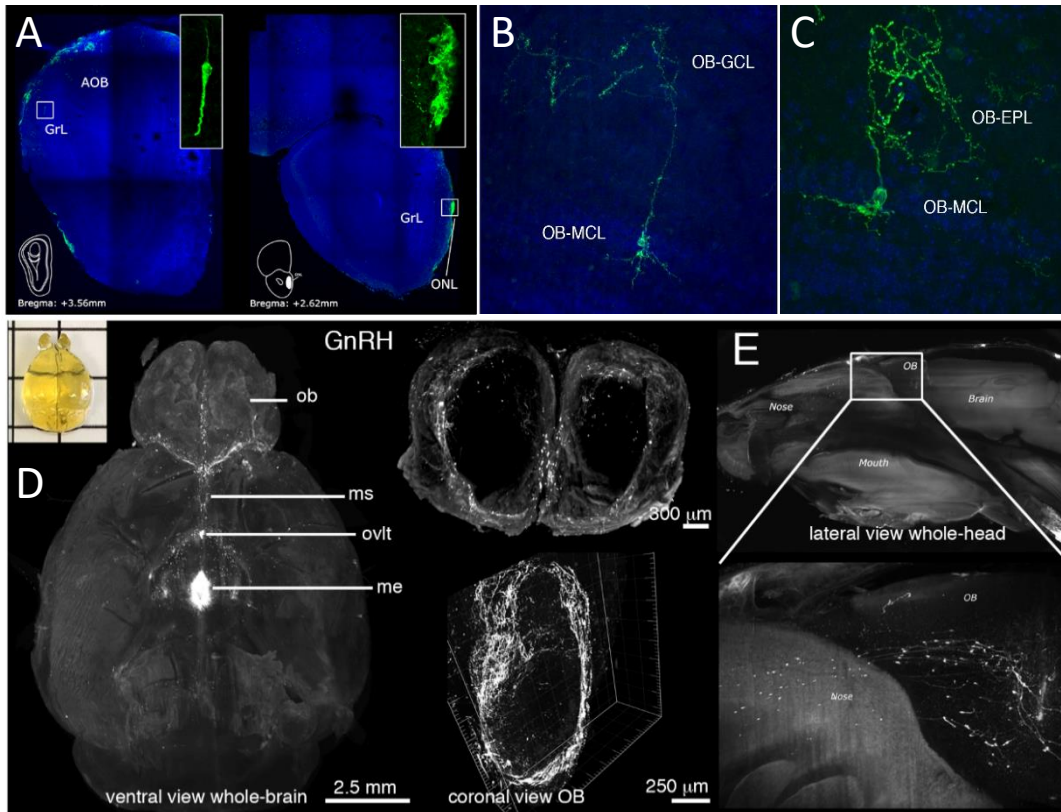 A
AOB
GrL
Bregma: +3.56mm
GrL
ONL
Bregma: +2.62mm
B
OB-GCL
OB-MCL
C
OB-EPL
OB-MCL
D
GnRH
ob
ms
ovlt
me
ventral view whole-brain
2.5 mm
300 µm
coronal view OB
250 µm
E
OB
Nose
Brain
Mouth
lateral view whole-head
OB
Nose